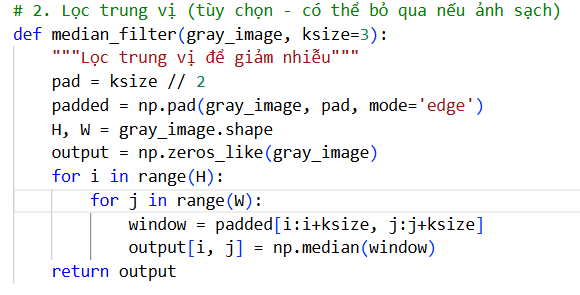 # 2. Lọc trung vị (tùy chọn - có thể bỏ qua nếu ảnh sạch)
def median_filter(gray_image, ksize=3):
    """Lọc trung vị để giảm nhiễu"""
    pad = ksize // 2
    padded = np.pad(gray_image, pad, mode='edge')
    H, W = gray_image.shape
    output = np.zeros_like(gray_image)
    for i in range(H):
        for j in range(W):
            window = padded[i:i+ksize, j:j+ksize]
            output[i, j] = np.median(window)
    return output